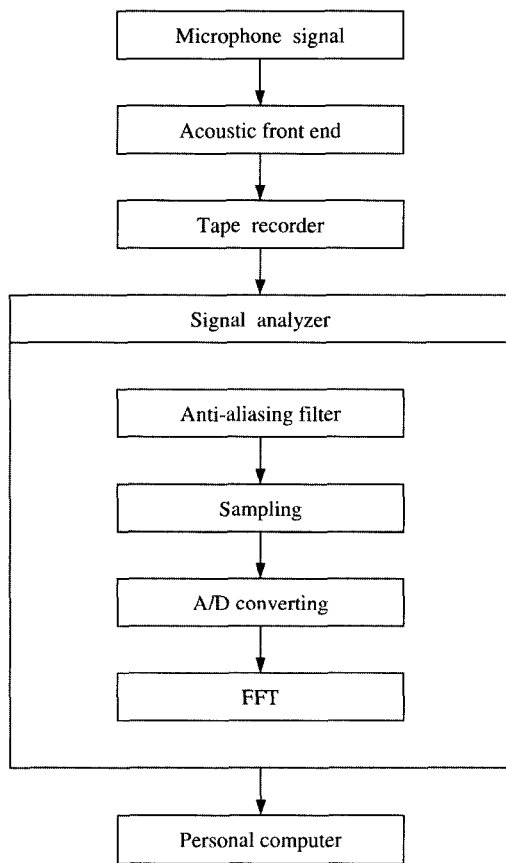 Microphone signal
Acoustic front end
Tape recorder
Signal analyzer
Anti-aliasing filter
Sampling
A/D converting
FFT
Personal computer